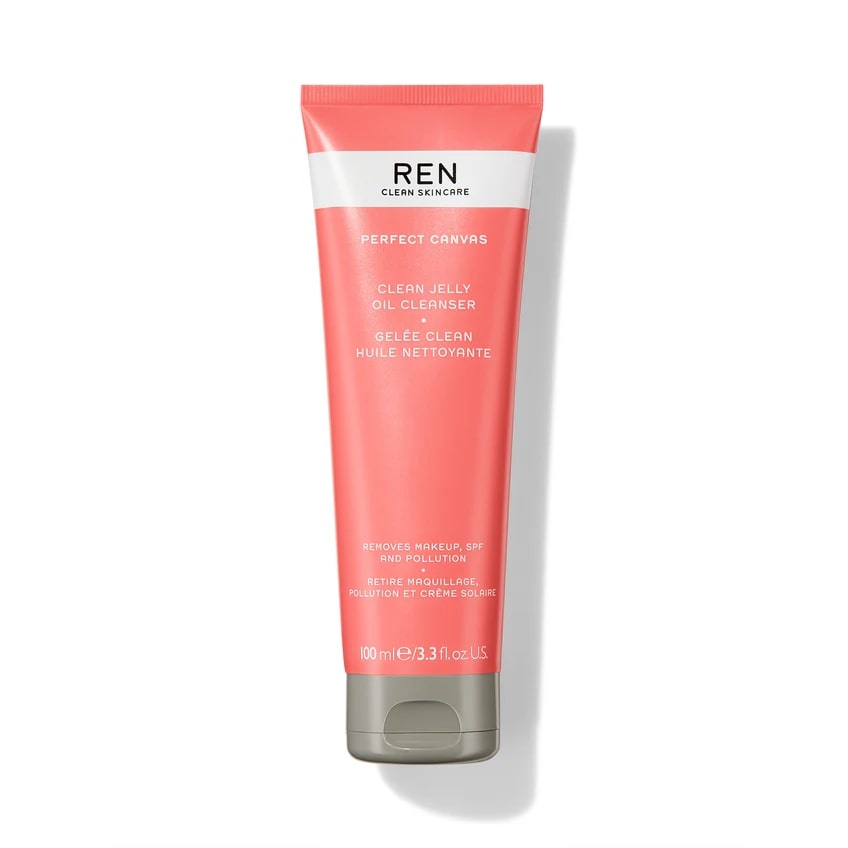 REN
CLEAN SKINCARE
PERFECT CANVAS
CLEAN JELLY
OIL CLEANSER
•
GELÉE CLEAN
HUILE NETTOYANTE
REMOVES MAKEUP, SPF
AND POLLUTION
•
RETIRE MAQUILLAGE,
POLLUTION ET CRÈME SOLAIRE
100 ml℮/3.3 fl. oz. U.S.